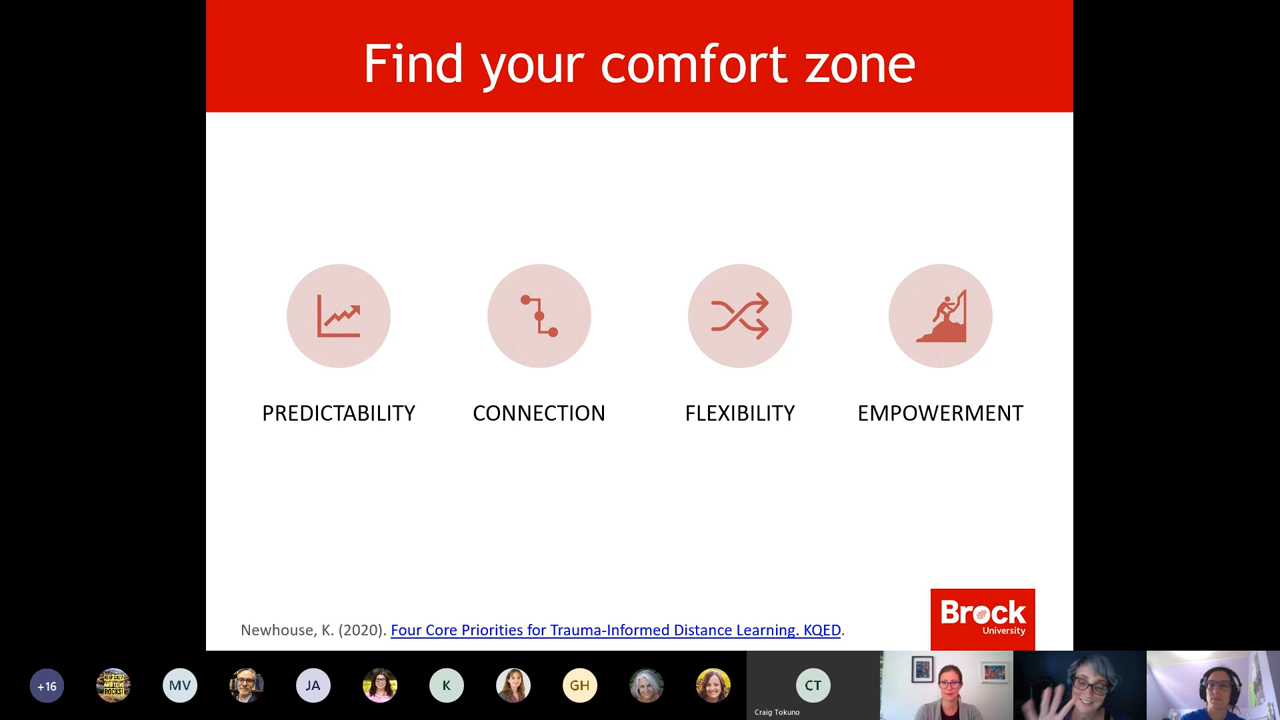 Find your comfort zone
PREDICTABILITY
CONNECTION
FLEXIBILITY
EMPOWERMENT
Newhouse, K. (2020). Four Core Priorities for Trauma-Informed Distance Learning. KQED.
Brock
University
+16
MV
JA
K
GH
CT
Craig Tokuno